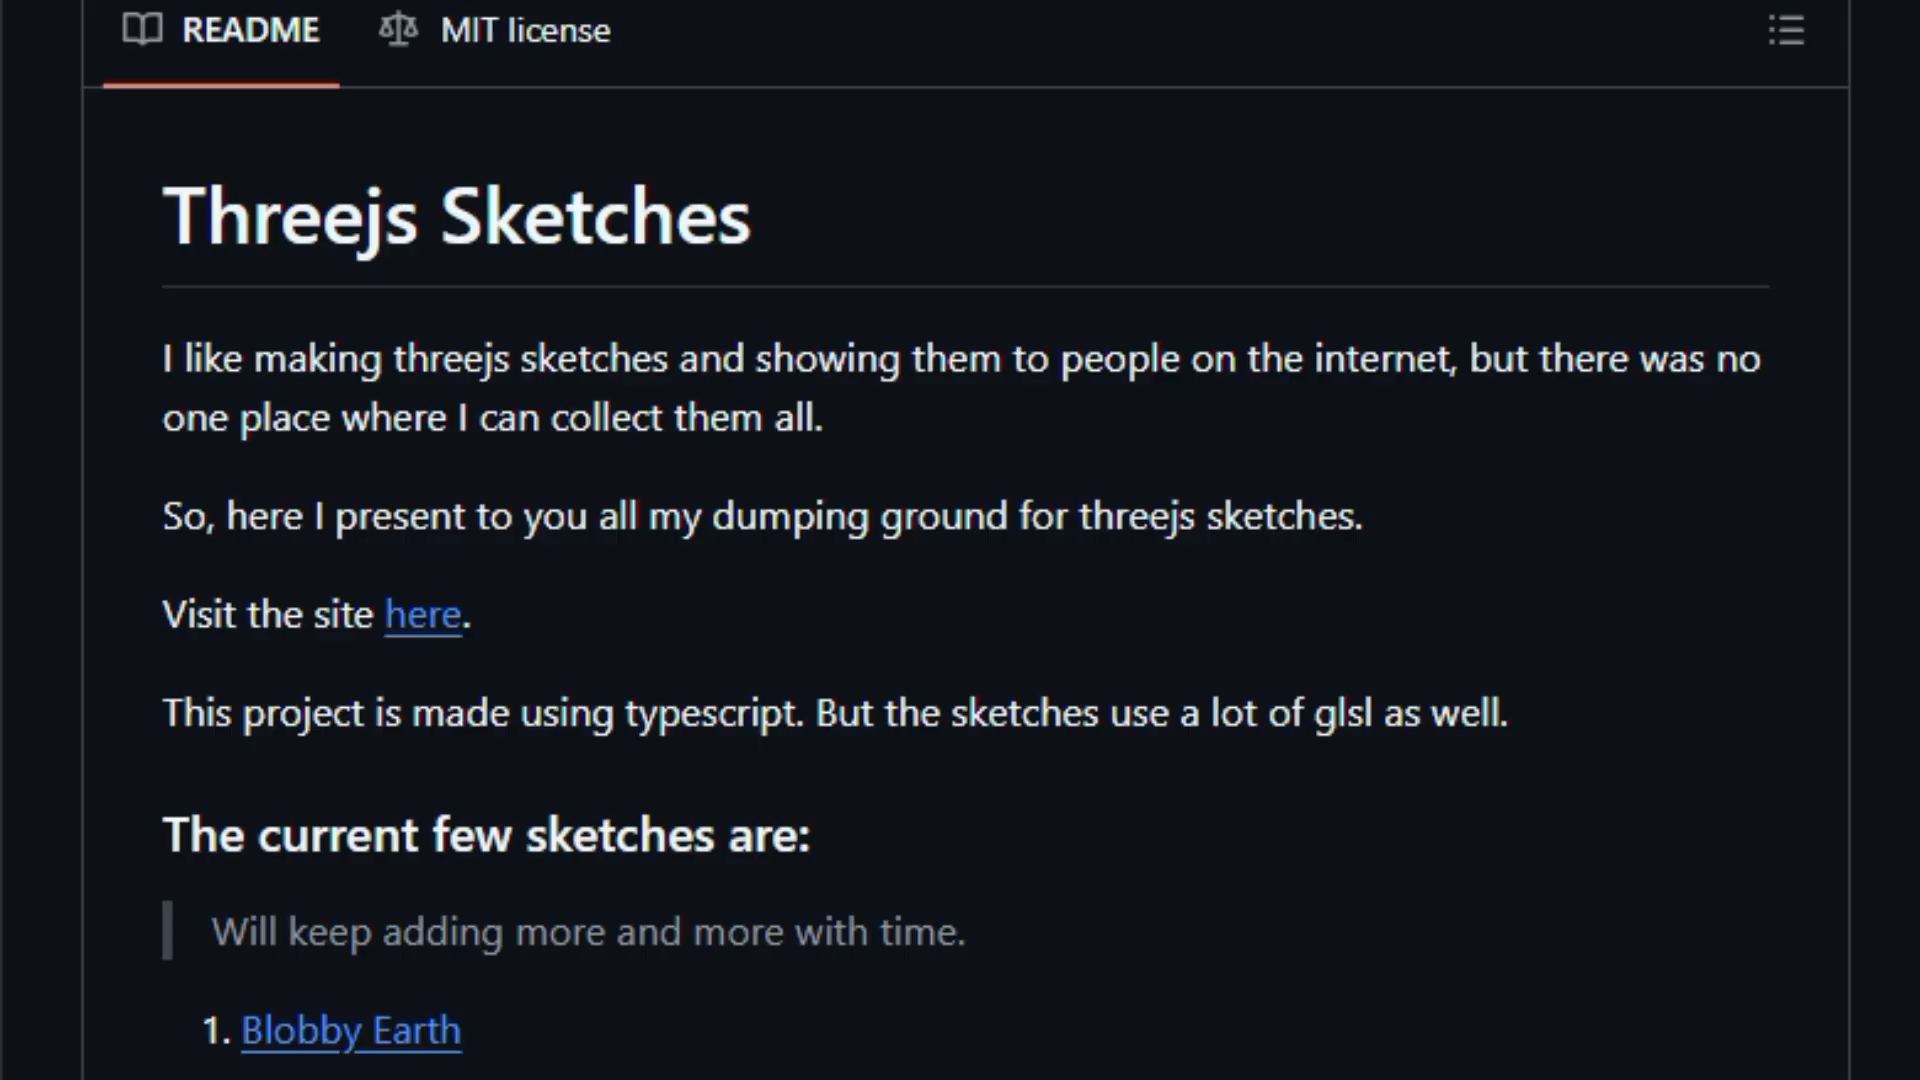 README MIT license
Threejs Sketches
I like making threejs sketches and showing them to people on the internet, but there was no
one place where I can collect them all.
So, here I present to you all my dumping ground for threejs sketches.
Visit the site here.
This project is made using typescript. But the sketches use a lot of glsl as well.
The current few sketches are:
Will keep adding more and more with time.
1. Blobby Earth